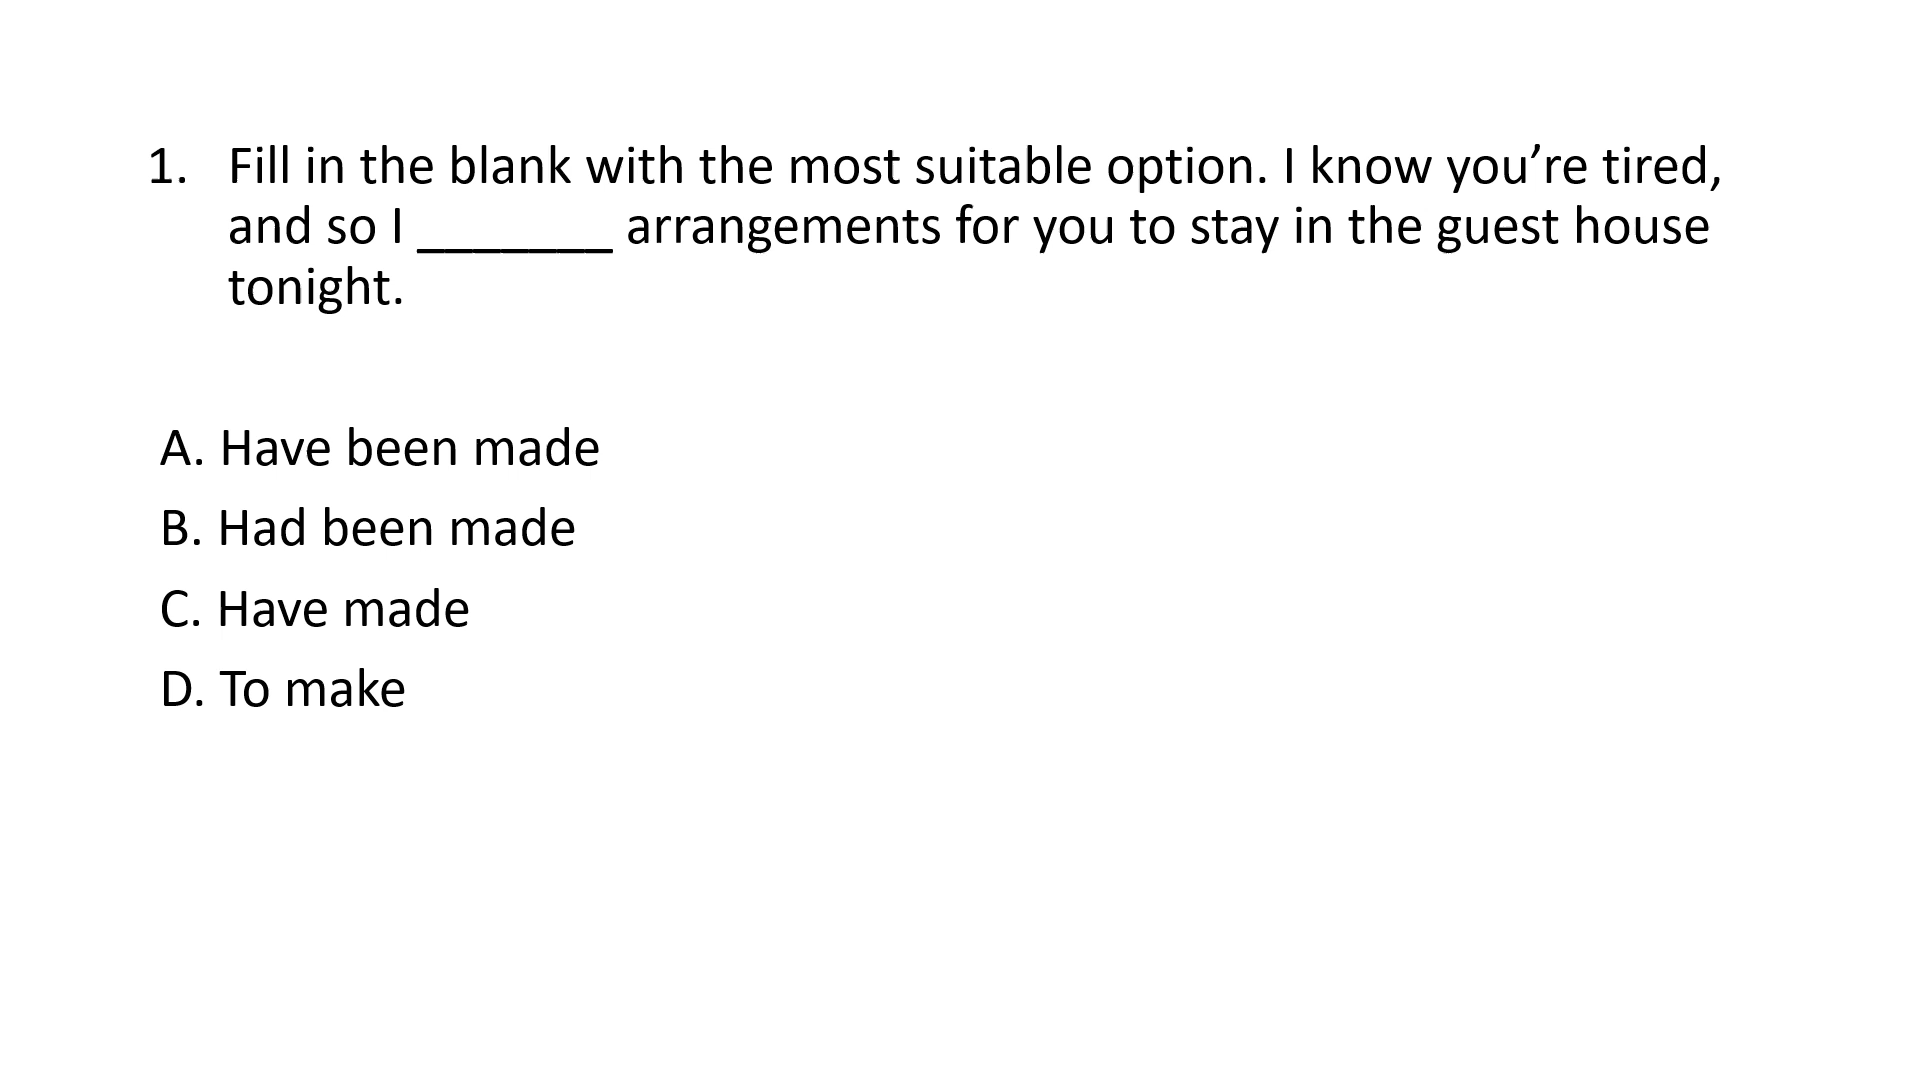 1. Fill in the blank with the most suitable option. I know you’re tired,
and so I _______ arrangements for you to stay in the guest house
tonight.
A. Have been made
B. Had been made
C. Have made
D. To make